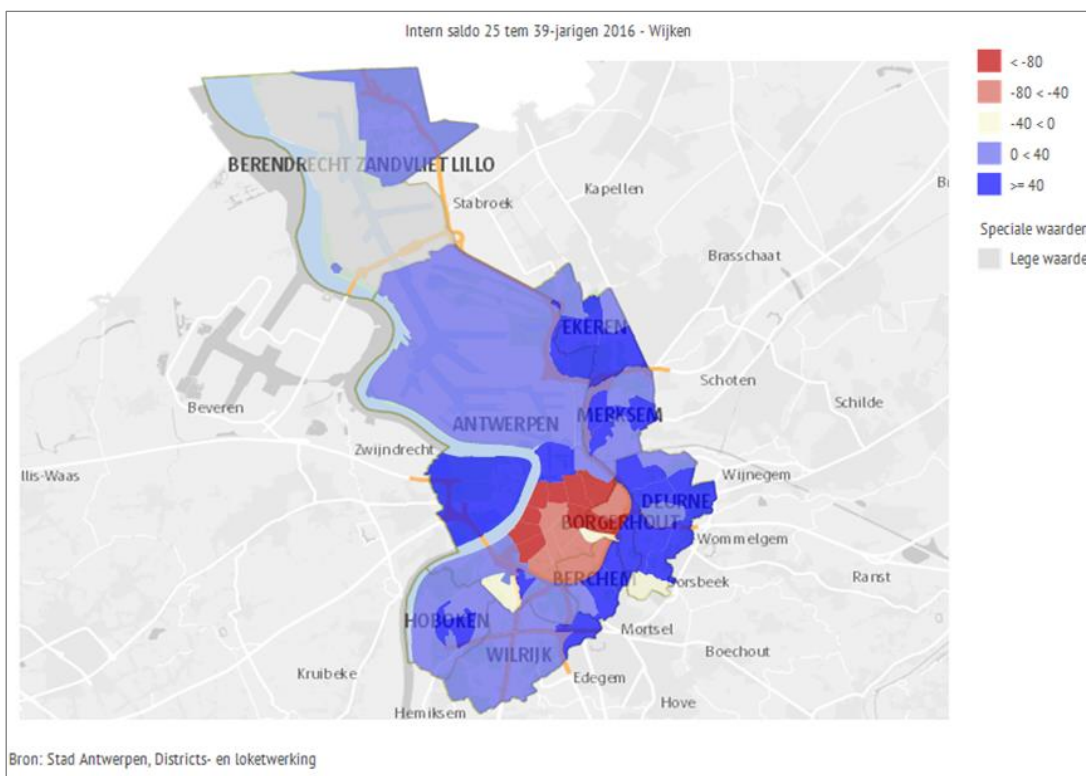 Intern saldo 25 tem 39-jarigen 2016 - Wijken
< -80
-80 < -40
-40 < 0
0 < 40
>= 40
Speciale waarden
Lege waarde
BERENDRECHT ZANDVLIET LILLO
Kapellen
Stabroek
Brasschaat
EKEREN
Schoten
Beveren
Schilde
MERKSEM
ANTWERPEN
Zwijndrecht
llis-Waas
Wijnegem
DEURNE
BORGERHOUT
Wommelgem
BERCHEM
Ranst
HOBOKEN
Mortsel
Boechout
WILRIJK
Kruibeke
Edegem
Hove
Hemiksem
Bron: Stad Antwerpen, Districts- en loketwerking